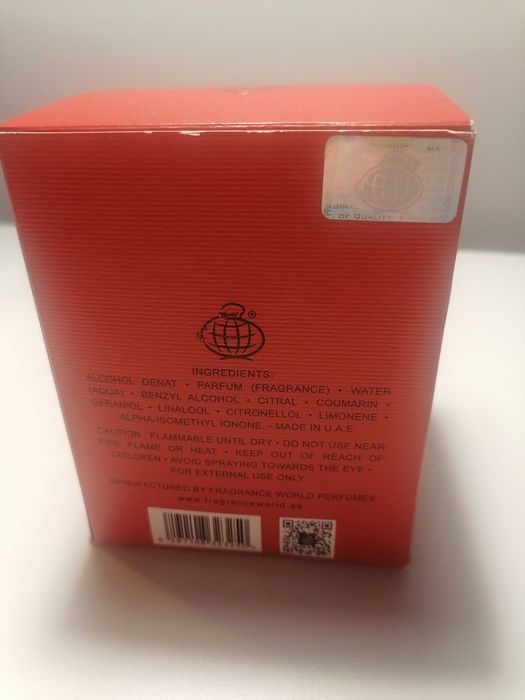 OF QUALITY
Fragrance World ®
INGREDIENTS:
ALCOHOL DENAT • PARFUM (FRAGRANCE) • WATER
(AQUA) • BENZYL ALCOHOL • CITRAL • COUMARIN •
GERANIOL • LINALOOL • CITRONELLOL • LIMONENE •
ALPHA-ISOMETHYL IONONE. - MADE IN U.A.E.
CAUTION : FLAMMABLE UNTIL DRY • DO NOT USE NEAR
FIRE FLAME OR HEAT • KEEP OUT OF REACH OF
CHILDREN • AVOID SPRAYING TOWARDS THE EYE •
FOR EXTERNAL USE ONLY.
MANUFACTURED BY FRAGRANCE WORLD PERFUMES
www.fragranceworld.ae